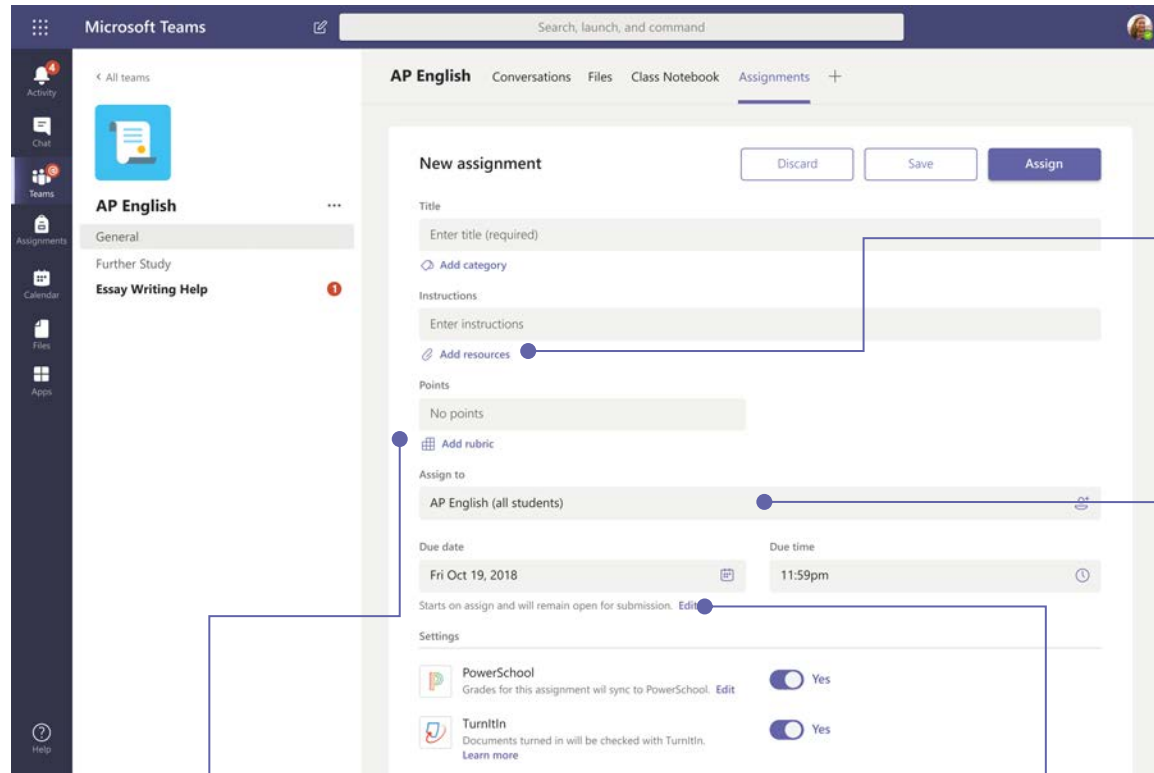 Microsoft Teams
Search, launch, and command
4
Activity
Chat
Teams
Assignments
Calendar
Files
Apps
Help
< All teams
AP English
...
General
Further Study
Essay Writing Help
1
AP English Conversations Files Class Notebook Assignments +
New assignment
Discard
Save
Assign
Title
Enter title (required)
Add category
Instructions
Enter instructions
Add resources
Points
No points
Add rubric
Assign to
AP English (all students)
Due date
Due time
Fri Oct 19, 2018
11:59pm
Starts on assign and will remain open for submission. Edit
Settings
PowerSchool
Yes
Grades for this assignment wil sync to PowerSchool. Edit
TurnItIn
Yes
Documents turned in will be checked with TurnItIn.
Learn more